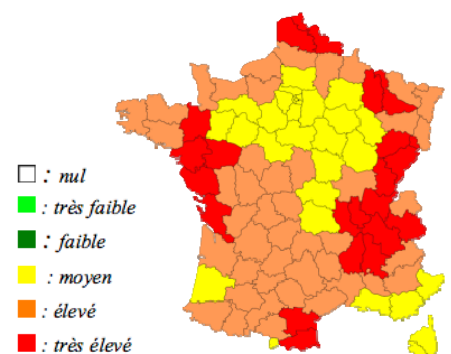 : nul
: très faible
: faible
: moyen
: élevé
: très élevé